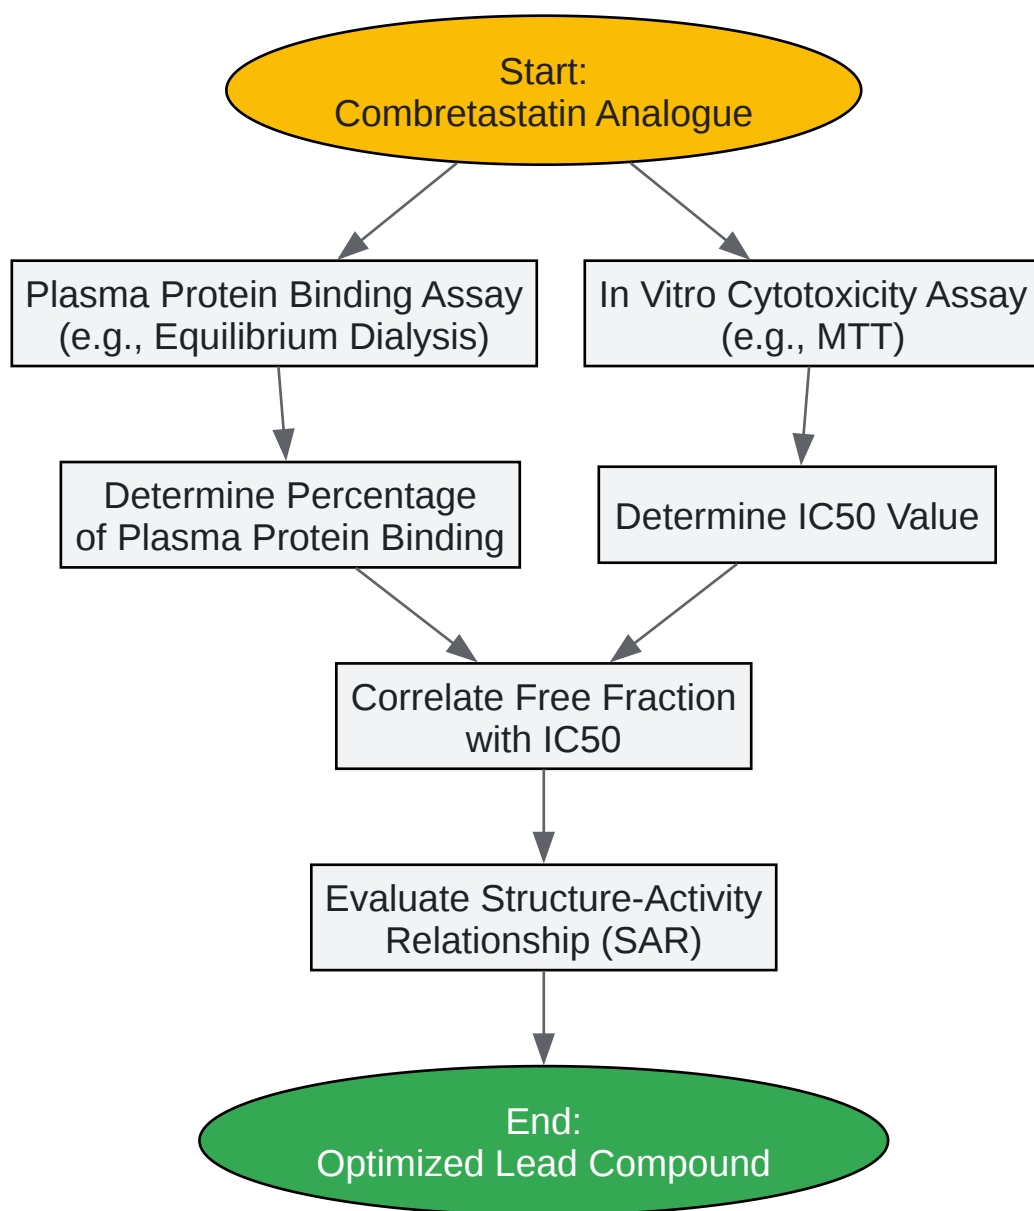 Start:
Combretastatin Analogue
Plasma Protein Binding Assay
(e.g., Equilibrium Dialysis)
In Vitro Cytotoxicity Assay
(e.g., MTT)
Determine Percentage
of Plasma Protein Binding
Determine IC50 Value
Correlate Free Fraction
with IC50
Evaluate Structure-Activity
Relationship (SAR)
End:
Optimized Lead Compound